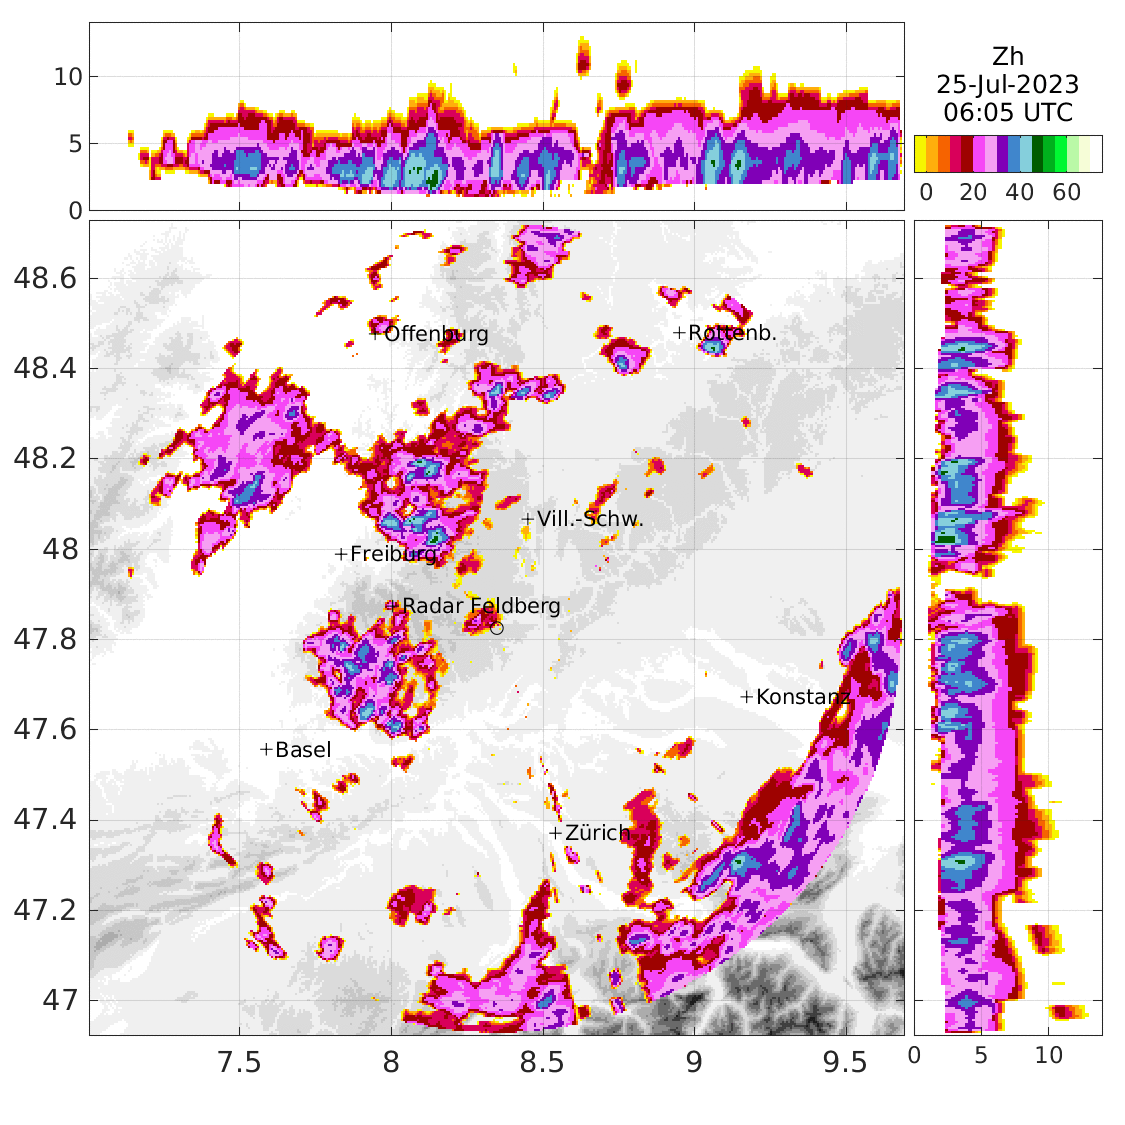 10
5
0
Zh
25-Jul-2023
06:05 UTC
0 20 40 60
48.6
48.4
48.2
48
47.8
47.6
47.4
47.2
47
Offenburg
Rottenb.
Vill.-Schw.
Freiburg
Radar Feldberg
Konstanz
Basel
Zürich
7.5 8 8.5 9 9.5
0 5 10